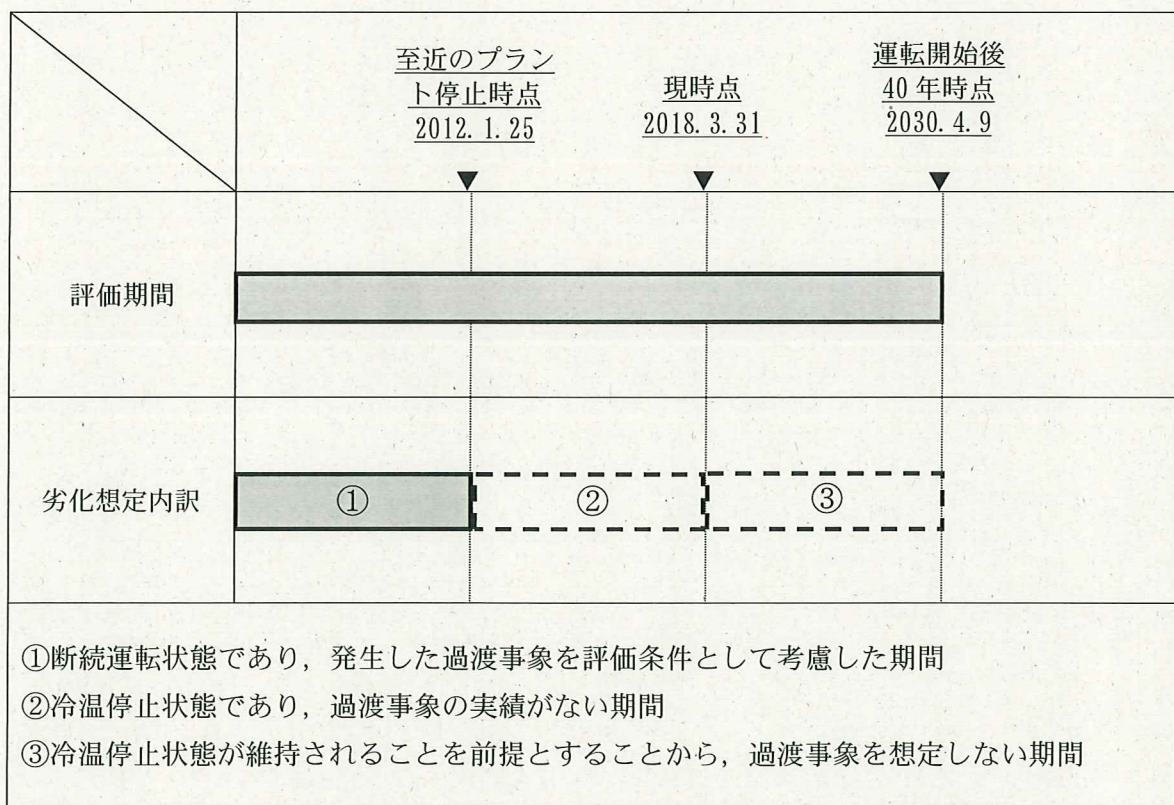 至近のプラン
ト停止時点
2012.1.25
現時点
2018.3.31
運転開始後
40年時点
2030.4.9
評価期間
劣化想定内訳
①
②
③
①断続運転状態であり，発生した過渡事象を評価条件として考慮した期間
②冷温停止状態であり，過渡事象の実績がない期間
③冷温停止状態が維持されることを前提とすることから，過渡事象を想定しない期間